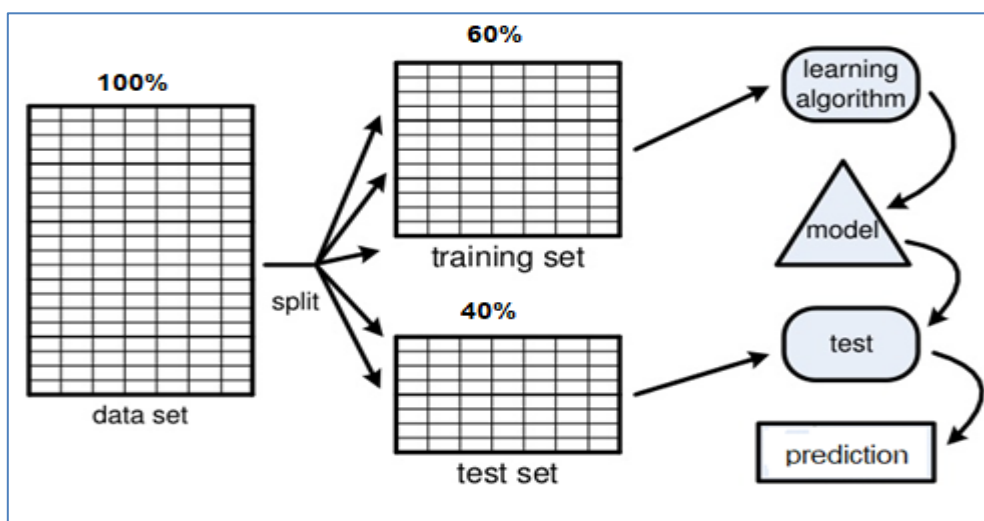 100%
data set
split
60%
training set
40%
test set
learning
algorithm
model
test
prediction